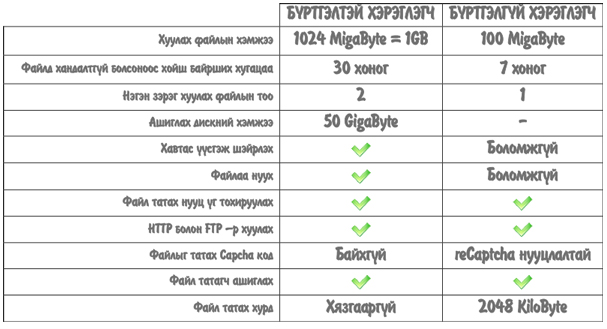 БҮРТГЭЛТЭЙ ХЭРЭГЛЭГЧ БҮРТГЭЛГҮЙ ХЭРЭГЛЭГЧ
Хуулах файлын хэмжээ 1024 MigaByte = 1GB 100 MigaByte
Файлд хандалтгүй болсоноос хойш байрших хугацаа 30 хоног 7 хоног
Нэгэн зэрэг хуулах файлын тоо 2 1
Ашиглах дискний хэмжээ 50 GigaByte -
Хавтас үүсгэж шэйрлэх Боломжгүй
Файлаа нуух Боломжгүй
Файл татах нууц үг тохируулах
HTTP болон FTP -р хуулах
Файлыг татах Capcha код Байхгүй reCaptcha нууцлалтай
Файл татагч ашиглах
Файл татах хурд Хязгааргүй 2048 KiloByte